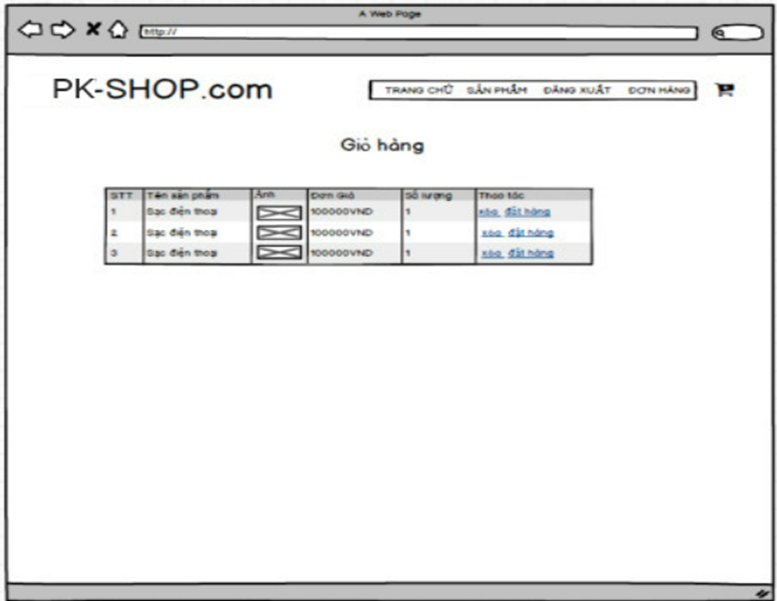 A Web Page
http://
PK-SHOP.com
TRANG CHỦ SẢN PHẨM ĐĂNG XUẤT ĐƠN HÀNG
Giỏ hàng
STT Tên sản phẩm Ảnh Đơn Giá Số lượng Thao tác
1 Sạc điện thoại 100000VND 1 xóa đặt hàng
2 Sạc điện thoại 100000VND 1 xóa đặt hàng
3 Sạc điện thoại 100000VND 1 xóa đặt hàng